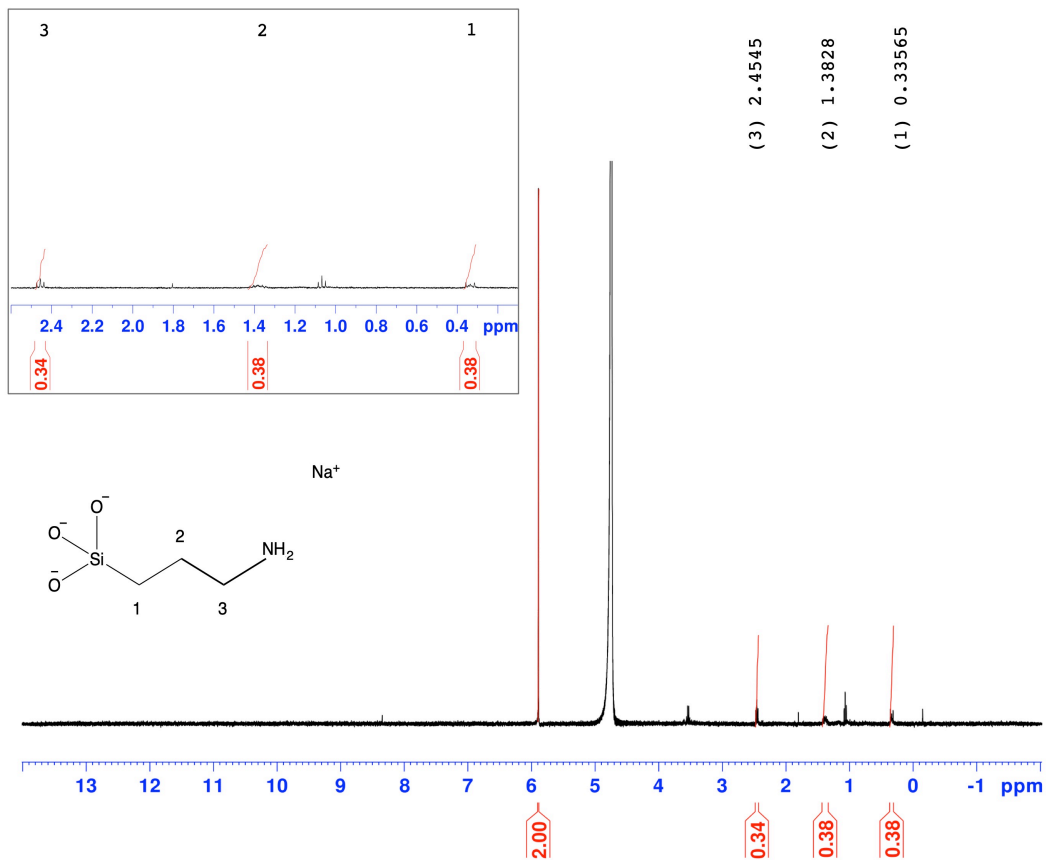 3 2 1
2.4 2.2 2.0 1.8 1.6 1.4 1.2 1.0 0.8 0.6 0.4 ppm
0.34 0.38 0.38
(3) 2.4545
(2) 1.3828
(1) 0.33565
Na+
O−
O−
O−
Si
NH2
2
1 3
13 12 11 10 9 8 7 6 5 4 3 2 1 0 -1 ppm
2.00 0.34 0.38 0.38